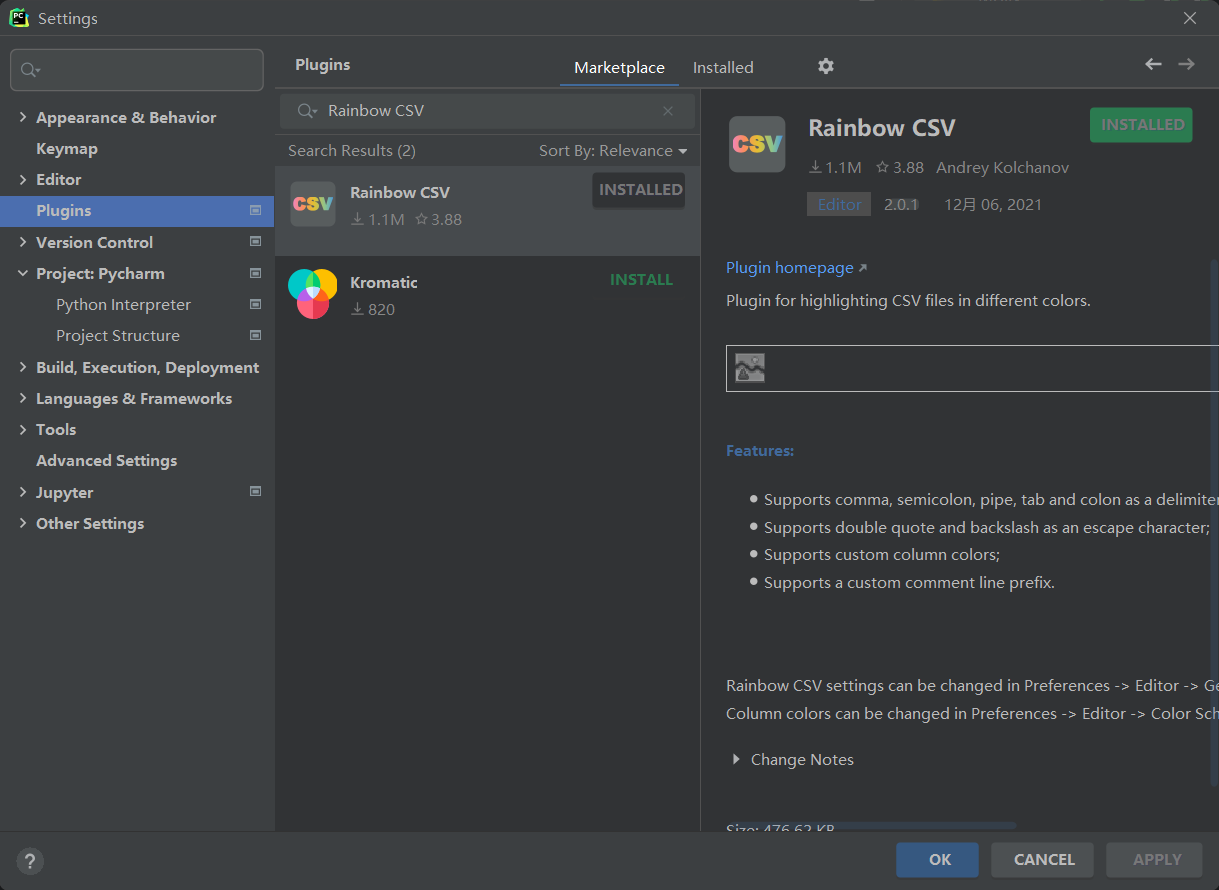 PC
Settings
Plugins
Marketplace
Installed
Appearance & Behavior
Keymap
Editor
Plugins
Version Control
Project: Pycharm
Python Interpreter
Project Structure
Build, Execution, Deployment
Languages & Frameworks
Tools
Advanced Settings
Jupyter
Other Settings
Rainbow CSV
Search Results (2)
Sort By: Relevance
CSV
Rainbow CSV
1.1M 3.88
INSTALLED
Kromatic
820
INSTALL
CSV
Rainbow CSV
INSTALLED
1.1M 3.88 Andrey Kolchanov
Editor 2.0.1 12月 06, 2021
Plugin homepage
Plugin for highlighting CSV files in different colors.
Features:
Supports comma, semicolon, pipe, tab and colon as a delimite
Supports double quote and backslash as an escape character;
Supports custom column colors;
Supports a custom comment line prefix.
Rainbow CSV settings can be changed in Preferences -> Editor -> Ge
Column colors can be changed in Preferences -> Editor -> Color Sch
Change Notes
Size: 476.62 KB
?
OK
CANCEL
APPLY